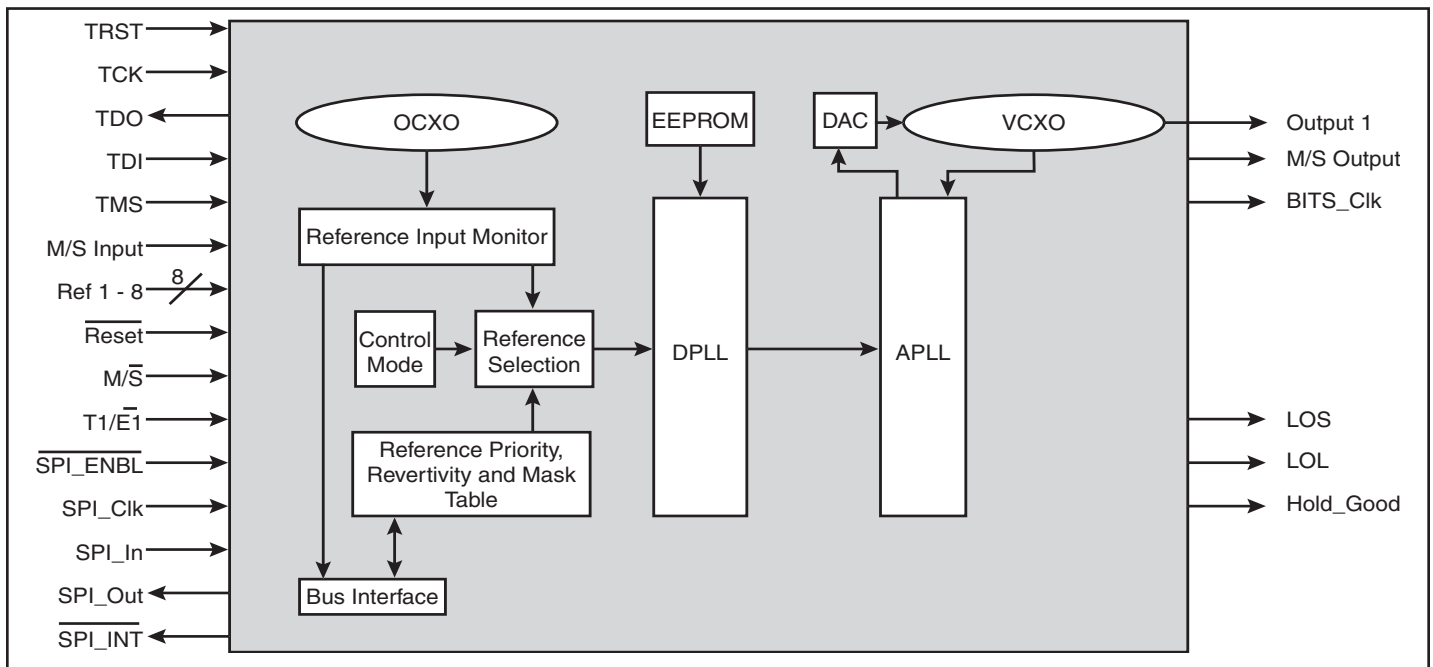 TRST
TCK
TDO
TDI
TMS
M/S Input
Ref 1 - 8
8
Reset
M/S
T1/E1
SPI_ENBL
SPI_Clk
SPI_In
SPI_Out
SPI_INT
OCXO
Reference Input Monitor
Control
Mode
Reference
Selection
Reference Priority,
Revertivity and Mask
Table
Bus Interface
EEPROM
DPLL
DAC
VCXO
APLL
Output 1
M/S Output
BITS_Clk
LOS
LOL
Hold_Good